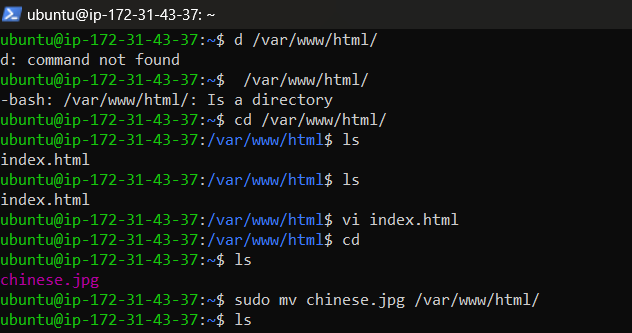 ubuntu@ip-172-31-43-37: ~
ubuntu@ip-172-31-43-37:~$ d /var/www/html/
d: command not found
ubuntu@ip-172-31-43-37:~$  /var/www/html/
-bash: /var/www/html/: Is a directory
ubuntu@ip-172-31-43-37:~$ cd /var/www/html/
ubuntu@ip-172-31-43-37:/var/www/html$ ls
index.html
ubuntu@ip-172-31-43-37:/var/www/html$ ls
index.html
ubuntu@ip-172-31-43-37:/var/www/html$ vi index.html
ubuntu@ip-172-31-43-37:/var/www/html$ cd
ubuntu@ip-172-31-43-37:~$ ls
chinese.jpg
ubuntu@ip-172-31-43-37:~$ sudo mv chinese.jpg /var/www/html/
ubuntu@ip-172-31-43-37:~$ ls